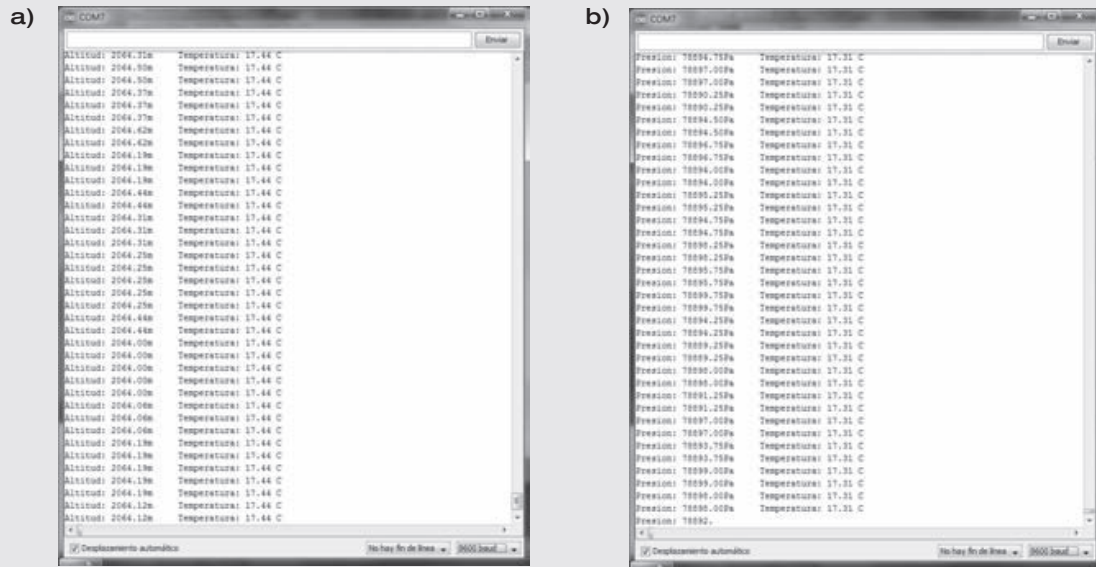 a)
COM7
Enviar
Altitud: 2064.31m Temperatura: 17.44 C
Altitud: 2064.50m Temperatura: 17.44 C
Altitud: 2064.50m Temperatura: 17.44 C
Altitud: 2064.37m Temperatura: 17.44 C
Altitud: 2064.37m Temperatura: 17.44 C
Altitud: 2064.37m Temperatura: 17.44 C
Altitud: 2064.62m Temperatura: 17.44 C
Altitud: 2064.62m Temperatura: 17.44 C
Altitud: 2064.19m Temperatura: 17.44 C
Altitud: 2064.19m Temperatura: 17.44 C
Altitud: 2064.19m Temperatura: 17.44 C
Altitud: 2064.44m Temperatura: 17.44 C
Altitud: 2064.44m Temperatura: 17.44 C
Altitud: 2064.31m Temperatura: 17.44 C
Altitud: 2064.31m Temperatura: 17.44 C
Altitud: 2064.31m Temperatura: 17.44 C
Altitud: 2064.25m Temperatura: 17.44 C
Altitud: 2064.25m Temperatura: 17.44 C
Altitud: 2064.25m Temperatura: 17.44 C
Altitud: 2064.25m Temperatura: 17.44 C
Altitud: 2064.25m Temperatura: 17.44 C
Altitud: 2064.44m Temperatura: 17.44 C
Altitud: 2064.44m Temperatura: 17.44 C
Altitud: 2064.00m Temperatura: 17.44 C
Altitud: 2064.00m Temperatura: 17.44 C
Altitud: 2064.00m Temperatura: 17.44 C
Altitud: 2064.00m Temperatura: 17.44 C
Altitud: 2064.06m Temperatura: 17.44 C
Altitud: 2064.06m Temperatura: 17.44 C
Altitud: 2064.06m Temperatura: 17.44 C
Altitud: 2064.19m Temperatura: 17.44 C
Altitud: 2064.19m Temperatura: 17.44 C
Altitud: 2064.19m Temperatura: 17.44 C
Altitud: 2064.19m Temperatura: 17.44 C
Altitud: 2064.19m Temperatura: 17.44 C
Altitud: 2064.12m Temperatura: 17.44 C
Altitud: 2064.12m Temperatura: 17.44 C
Desplazamiento automático No hay fin de línea 9600 baud
b)
COM7
Enviar
Presion: 78894.75Pa Temperatura: 17.31 C
Presion: 78897.00Pa Temperatura: 17.31 C
Presion: 78897.00Pa Temperatura: 17.31 C
Presion: 78890.25Pa Temperatura: 17.31 C
Presion: 78890.25Pa Temperatura: 17.31 C
Presion: 78894.50Pa Temperatura: 17.31 C
Presion: 78894.50Pa Temperatura: 17.31 C
Presion: 78896.75Pa Temperatura: 17.31 C
Presion: 78896.75Pa Temperatura: 17.31 C
Presion: 78894.00Pa Temperatura: 17.31 C
Presion: 78894.00Pa Temperatura: 17.31 C
Presion: 78895.25Pa Temperatura: 17.31 C
Presion: 78895.25Pa Temperatura: 17.31 C
Presion: 78894.75Pa Temperatura: 17.31 C
Presion: 78894.75Pa Temperatura: 17.31 C
Presion: 78898.25Pa Temperatura: 17.31 C
Presion: 78898.25Pa Temperatura: 17.31 C
Presion: 78895.75Pa Temperatura: 17.31 C
Presion: 78895.75Pa Temperatura: 17.31 C
Presion: 78899.75Pa Temperatura: 17.31 C
Presion: 78899.75Pa Temperatura: 17.31 C
Presion: 78894.25Pa Temperatura: 17.31 C
Presion: 78894.25Pa Temperatura: 17.31 C
Presion: 78889.25Pa Temperatura: 17.31 C
Presion: 78889.25Pa Temperatura: 17.31 C
Presion: 78898.00Pa Temperatura: 17.31 C
Presion: 78898.00Pa Temperatura: 17.31 C
Presion: 78891.25Pa Temperatura: 17.31 C
Presion: 78891.25Pa Temperatura: 17.31 C
Presion: 78897.00Pa Temperatura: 17.31 C
Presion: 78897.00Pa Temperatura: 17.31 C
Presion: 78893.75Pa Temperatura: 17.31 C
Presion: 78893.75Pa Temperatura: 17.31 C
Presion: 78899.00Pa Temperatura: 17.31 C
Presion: 78899.00Pa Temperatura: 17.31 C
Presion: 78898.00Pa Temperatura: 17.31 C
Presion: 78898.00Pa Temperatura: 17.31 C
Presion: 78892.
Desplazamiento automático No hay fin de línea 9600 baud